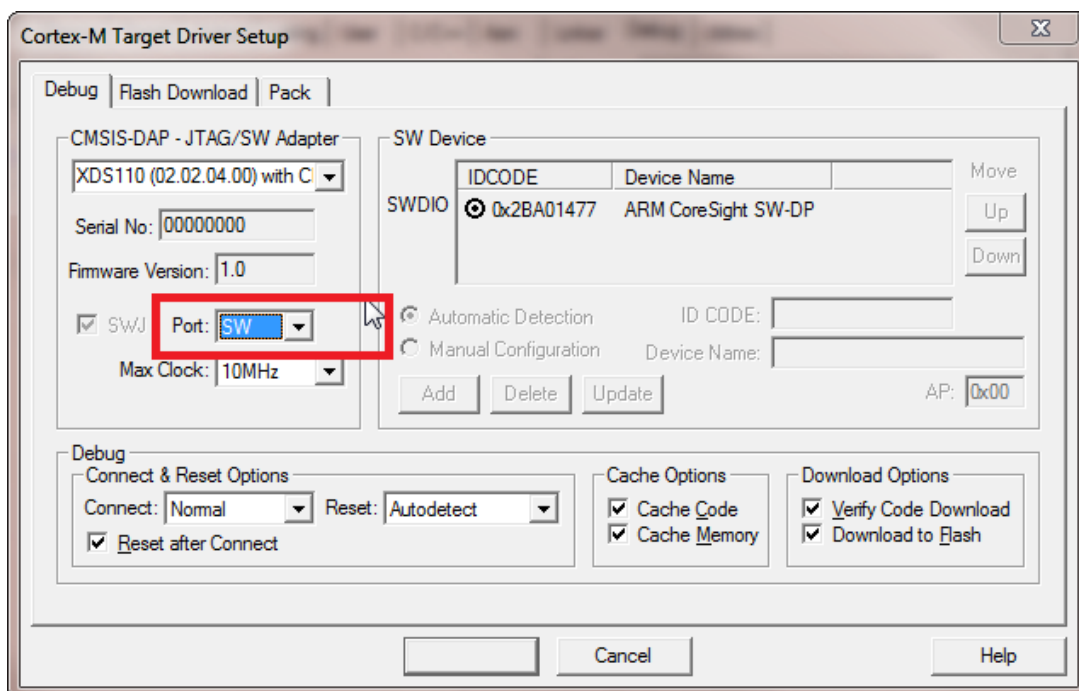 Cortex-M Target Driver Setup
Debug Flash Download Pack
CMSIS-DAP - JTAG/SW Adapter
XDS110 (02.02.04.00) with C
Serial No: 00000000
Firmware Version: 1.0
SWJ Port: SW
Max Clock: 10MHz
SW Device
IDCODE Device Name
SWDIO 0x2BA01477 ARM CoreSight SW-DP
Move
Up
Down
Automatic Detection ID CODE:
Manual Configuration Device Name:
Add Delete Update AP: 0x00
Debug
Connect & Reset Options
Connect: Normal Reset: Autodetect
Reset after Connect
Cache Options
Cache Code
Cache Memory
Download Options
Verify Code Download
Download to Flash
Cancel Help